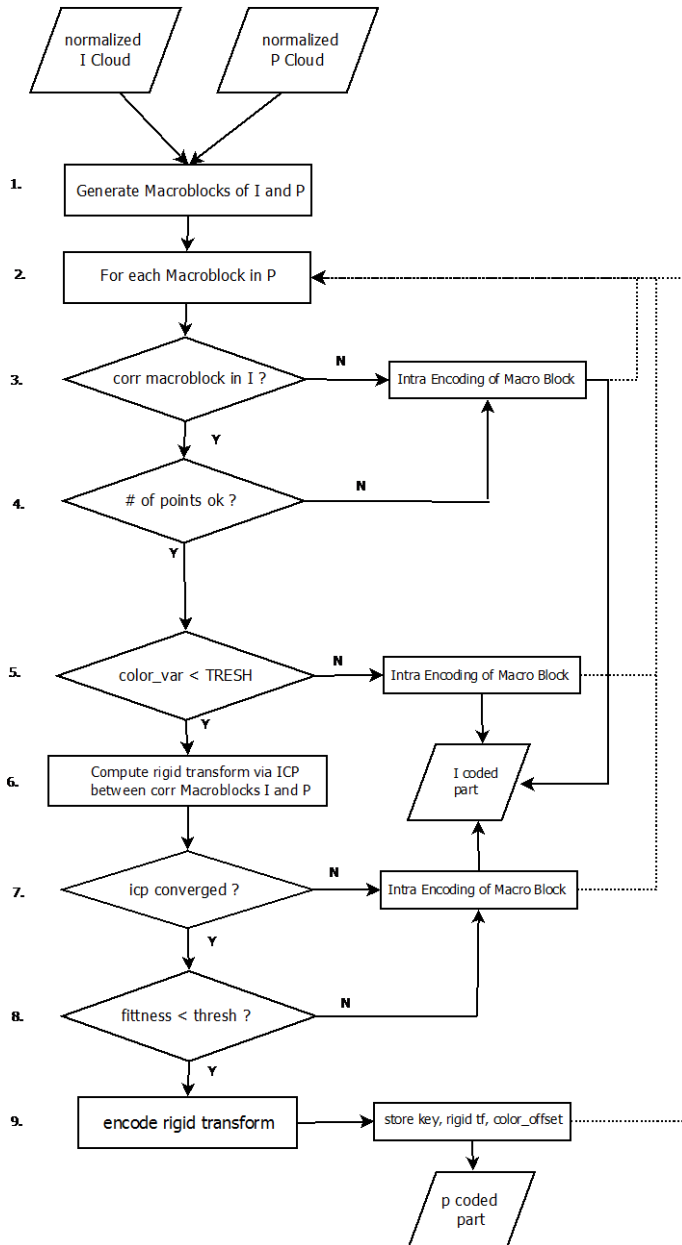 normalized
I Cloud
normalized
P Cloud
1.
Generate Macroblocks of I and P
2.
For each Macroblock in P
N
3.
corr macroblock in I ?
Intra Encoding of Macro Block
Y
4.
# of points ok ?
N
Y
5.
color_var < TRESH
N
Intra Encoding of Macro Block
Y
6.
Compute rigid transform via ICP
between corr Macroblocks I and P
I coded
part
7.
icp converged ?
N
Intra Encoding of Macro Block
Y
8.
fittness < thresh ?
N
Y
9.
encode rigid transform
store key, rigid tf, color_offset
p coded
part